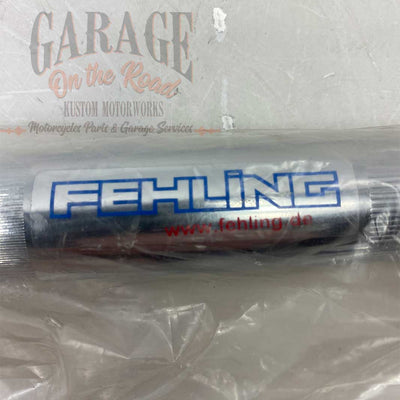 GARAGE
On the Road
KUSTOM MOTORWORKS
Motorcycles Parts & Garage Services
FEHLiNG
www.fehling.de